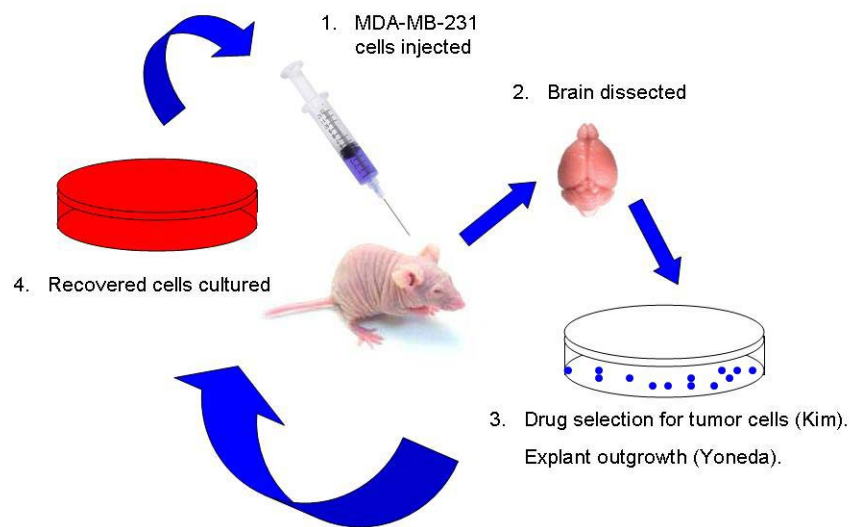 1. MDA-MB-231
cells injected
2. Brain dissected
3. Drug selection for tumor cells (Kim).
Explant outgrowth (Yoneda).
4. Recovered cells cultured